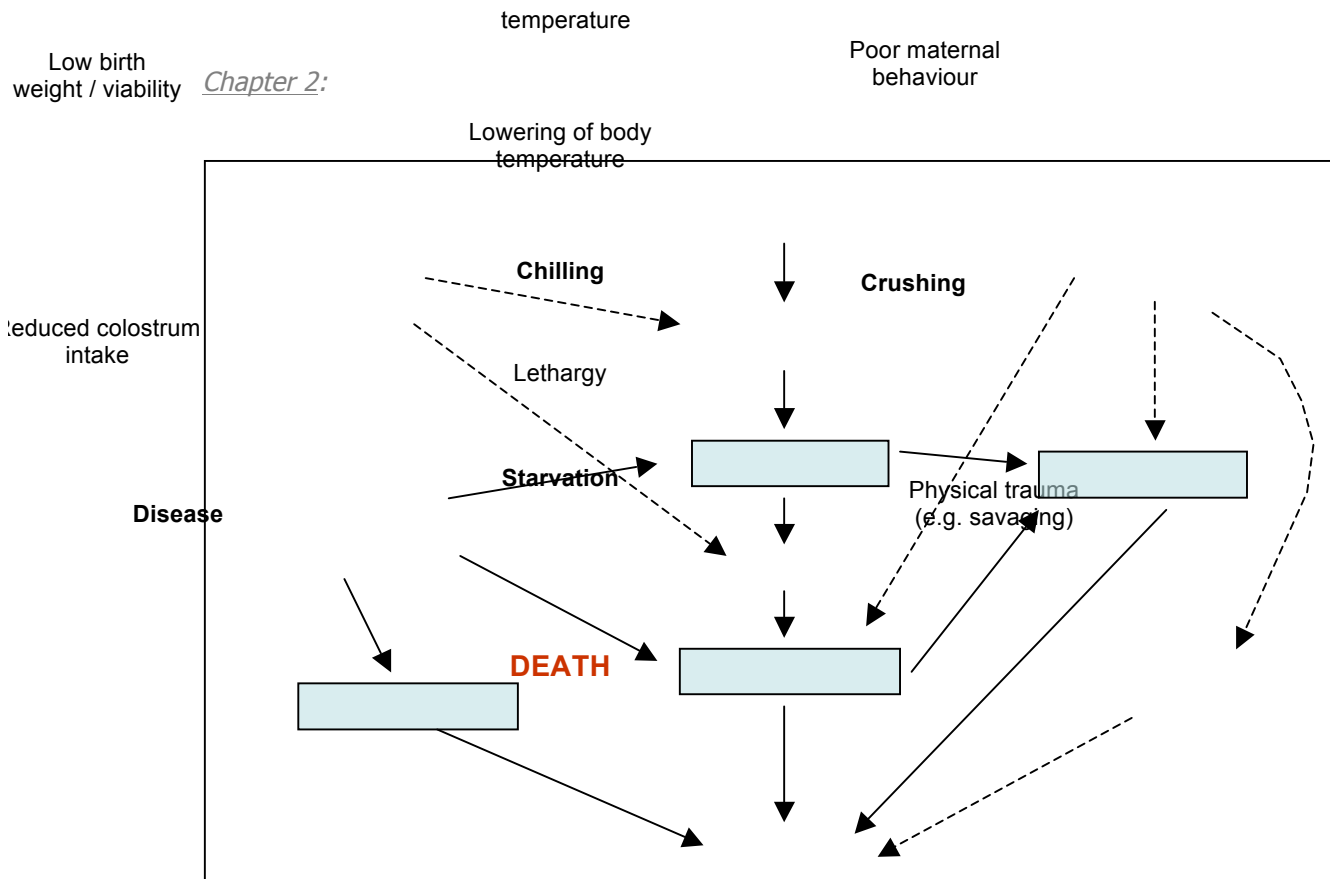 temperature
Low birth
weight / viability
Chapter 2:
Poor maternal
behaviour
Lowering of body
temperature
Chilling
Crushing
educed colostrum
intake
Lethargy
Starvation
Disease
Physical trauma
(e.g. savaging)
DEATH